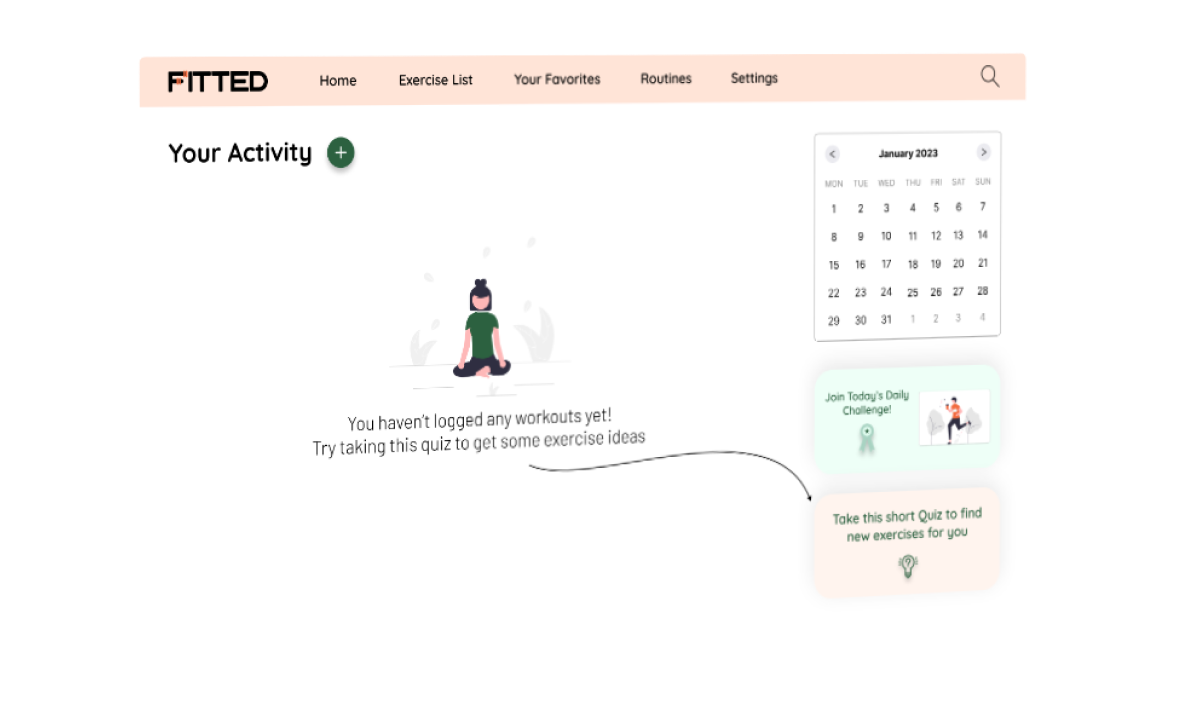 FITTED Home Exercise List Your Favorites Routines Settings
Your Activity +
< January 2023 >
MON TUE WED THU FRI SAT SUN
1 2 3 4 5 6 7
8 9 10 11 12 13 14
15 16 17 18 19 20 21
22 23 24 25 26 27 28
29 30 31 1 2 3 4
You haven't logged any workouts yet!
Try taking this quiz to get some exercise ideas
Join Today's Daily
Challenge!
Take this short Quiz to find
new exercises for you
?